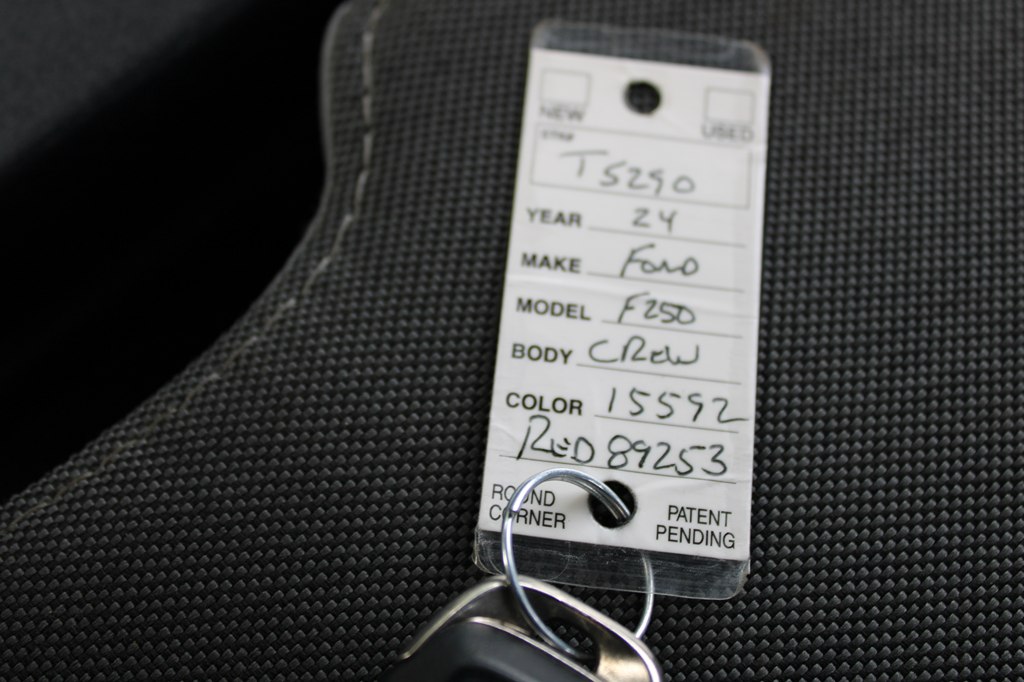 NEW USED
STK#
T5290
YEAR 24
MAKE Ford
MODEL F250
BODY CREW
COLOR 15592
RED 89253
ROUND CORNER
PATENT PENDING